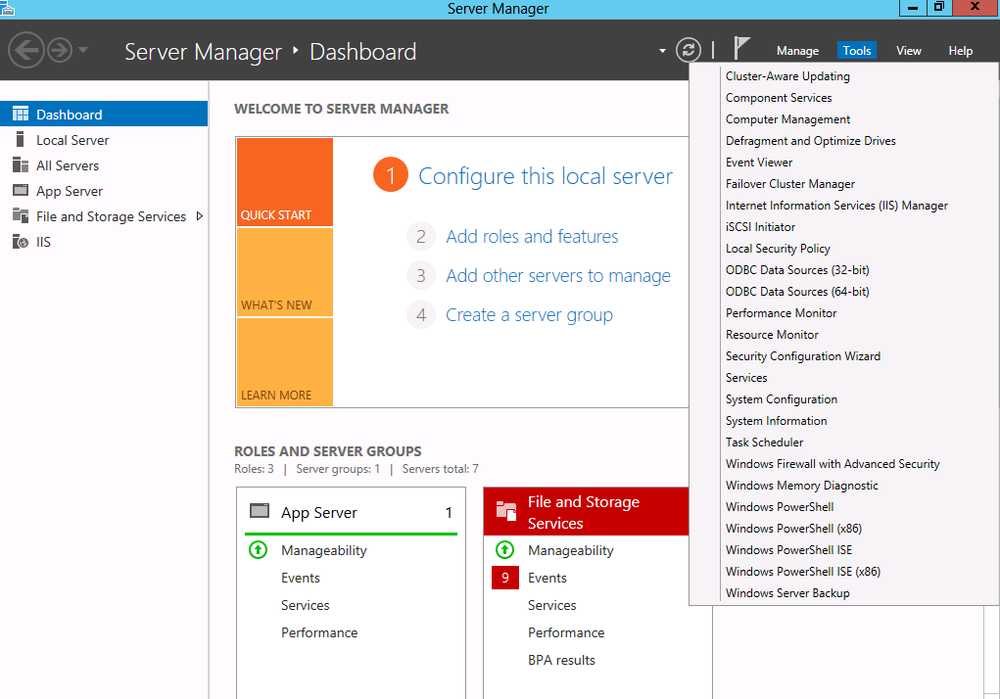 Server Manager
Server Manager ‣ Dashboard
Manage Tools View Help
Dashboard
Local Server
All Servers
App Server
File and Storage Services
IIS
WELCOME TO SERVER MANAGER
QUICK START
WHAT'S NEW
LEARN MORE
1 Configure this local server
2 Add roles and features
3 Add other servers to manage
4 Create a server group
ROLES AND SERVER GROUPS
Roles: 3 | Server groups: 1 | Servers total: 7
App Server 1
Manageability
Events
Services
Performance
File and Storage
Services
Manageability
9 Events
Services
Performance
BPA results
Cluster-Aware Updating
Component Services
Computer Management
Defragment and Optimize Drives
Event Viewer
Failover Cluster Manager
Internet Information Services (IIS) Manager
iSCSI Initiator
Local Security Policy
ODBC Data Sources (32-bit)
ODBC Data Sources (64-bit)
Performance Monitor
Resource Monitor
Security Configuration Wizard
Services
System Configuration
System Information
Task Scheduler
Windows Firewall with Advanced Security
Windows Memory Diagnostic
Windows PowerShell
Windows PowerShell (x86)
Windows PowerShell ISE
Windows PowerShell ISE (x86)
Windows Server Backup